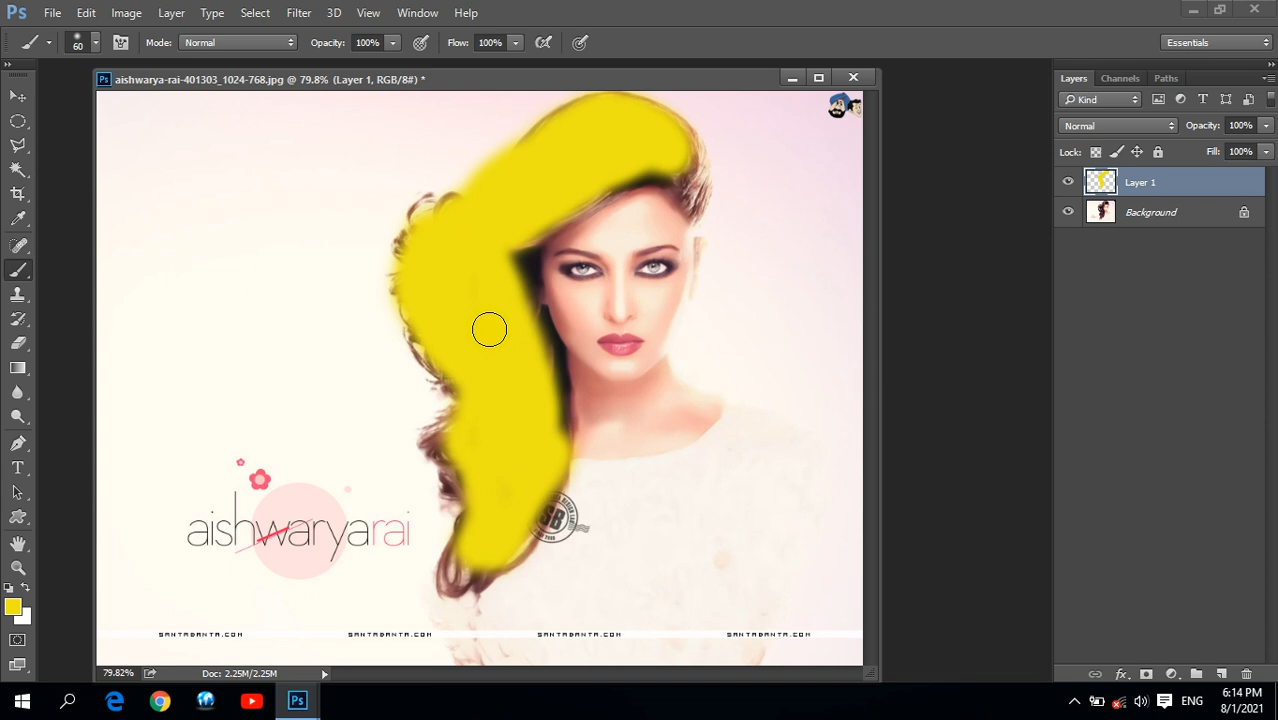 Ps File Edit Image Layer Type Select Filter 3D View Window Help
60 Mode: Normal Opacity: 100% Flow: 100% Essentials
Ps aishwarya-rai-401303_1024-768.jpg @ 79.8% (Layer 1, RGB/8#) *
Layers Channels Paths
Kind
Normal Opacity: 100%
Lock: Fill: 100%
Layer 1
Background
SB
aishwaryarai
SANTABANTA.COM SANTABANTA.COM SANTABANTA.COM SANTABANTA.COM
79.82% Doc: 2.25M/2.25M
Ps ENG 6:14 PM
8/1/2021